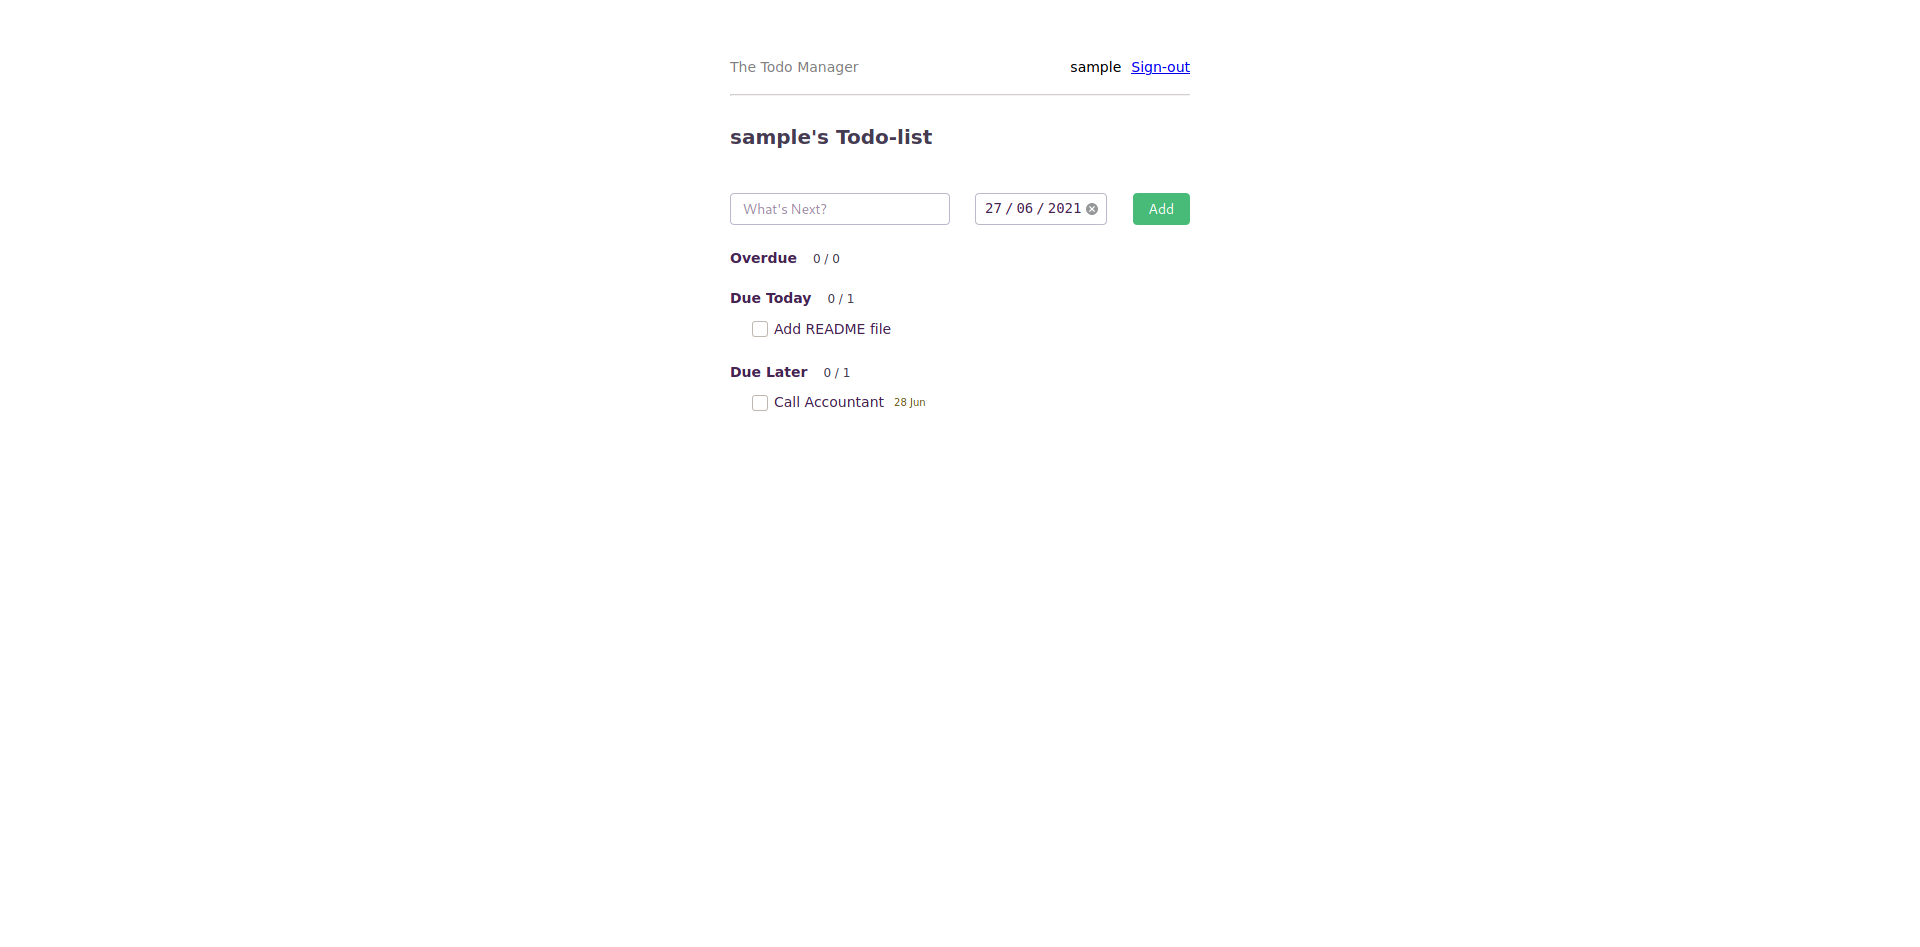 The Todo Manager sample Sign-out
sample's Todo-list
What's Next? 27 / 06 / 2021 Add
Overdue 0 / 0
Due Today 0 / 1
Add README file
Due Later 0 / 1
Call Accountant 28 Jun